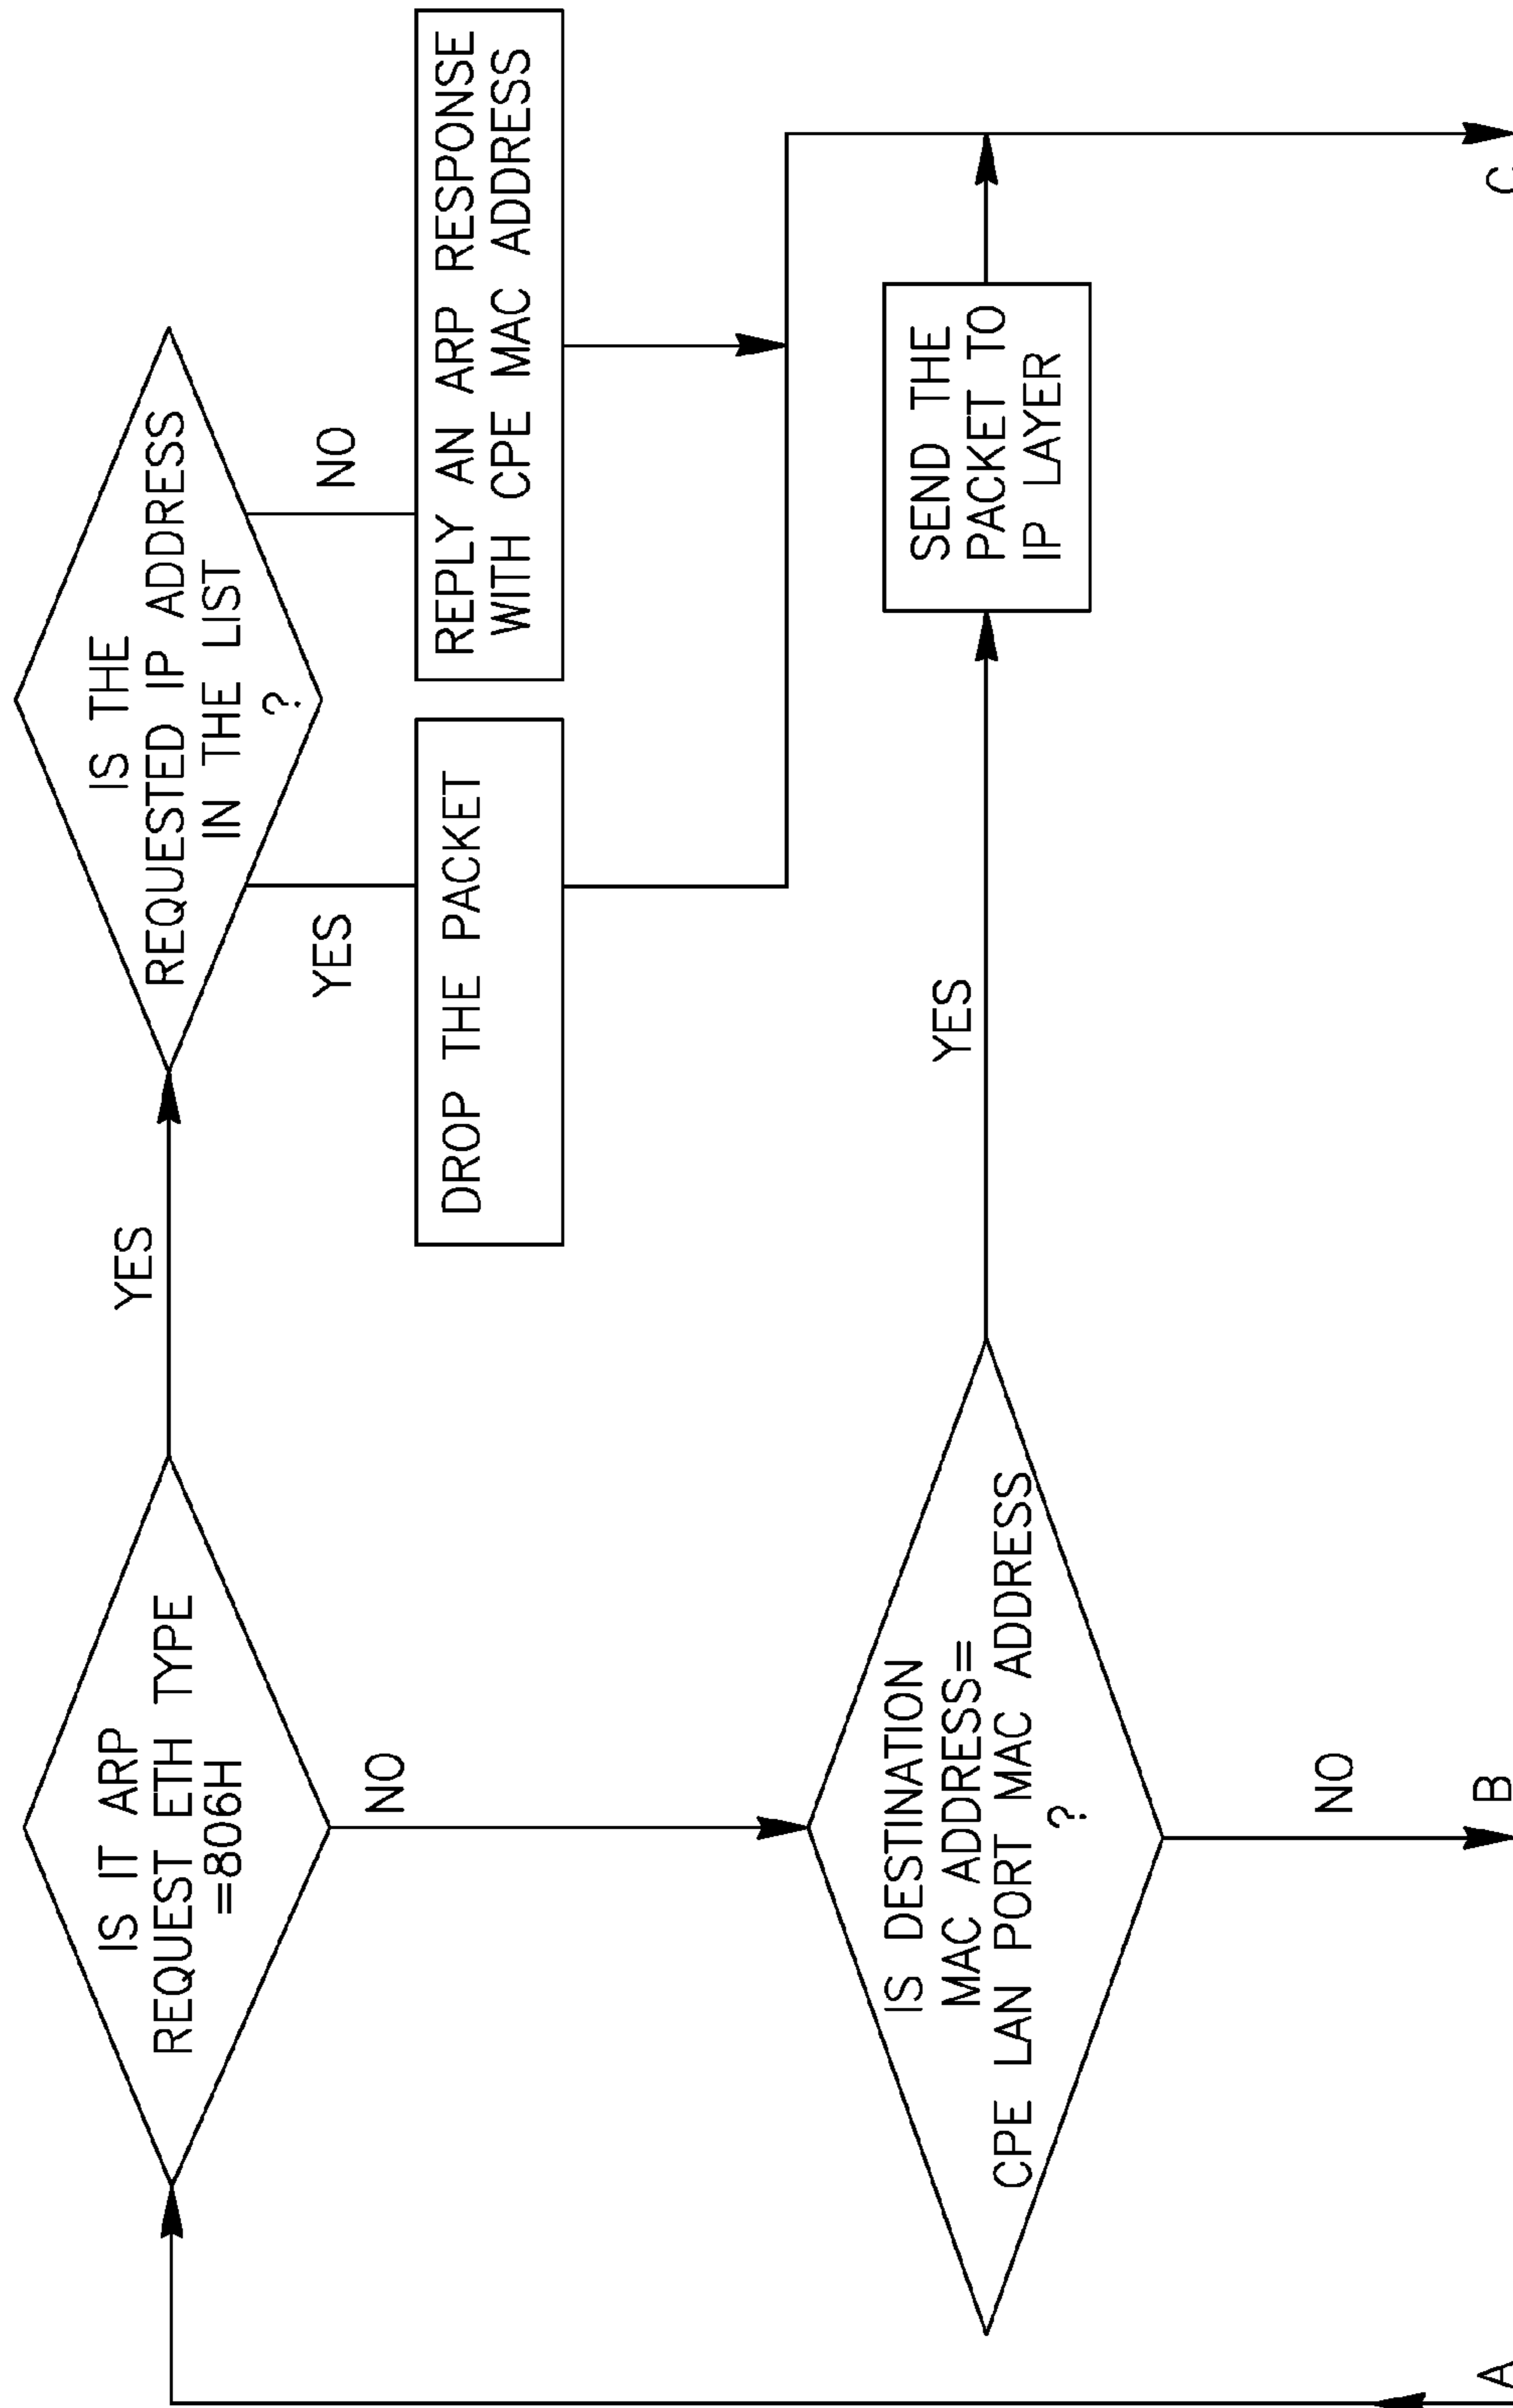 IS IT ARP
REQUEST ETH TYPE
=806H
YES
IS THE
REQUESTED IP ADDRESS
IN THE LIST
?
NO
YES
NO
DROP THE PACKET
REPLY AN ARP RESPONSE
WITH CPE MAC ADDRESS
IS DESTINATION
MAC ADDRESS=
CPE LAN PORT MAC ADDRESS
?
YES
SEND THE
PACKET TO
IP LAYER
NO
A
B
C